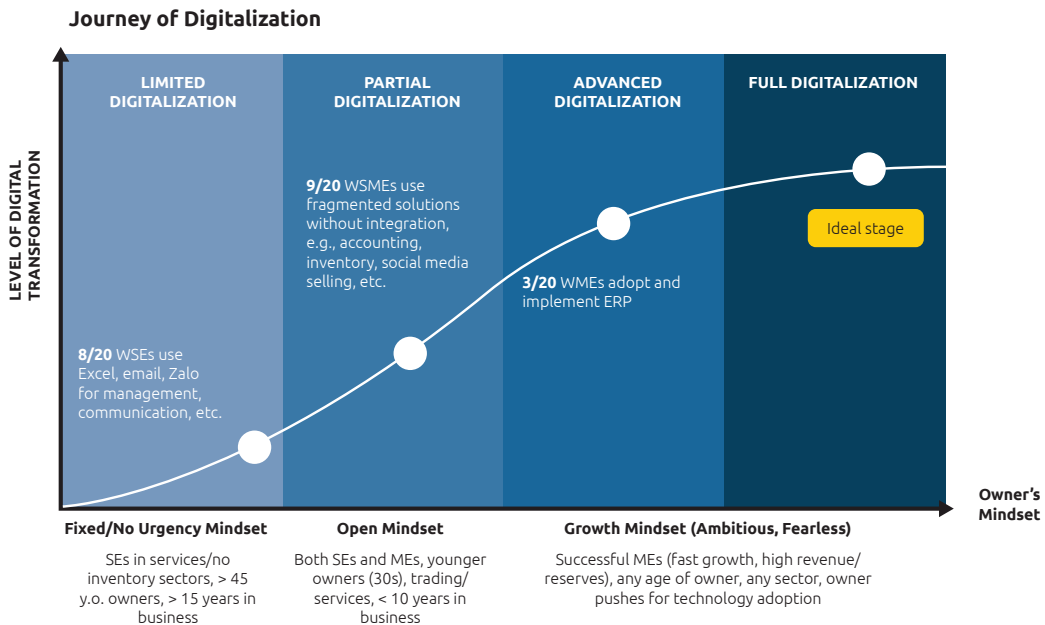 Journey of Digitalization
LEVEL OF DIGITAL
TRANSFORMATION
LIMITED
DIGITALIZATION
PARTIAL
DIGITALIZATION
ADVANCED
DIGITALIZATION
FULL DIGITALIZATION
8/20 WSEs use
Excel, email, Zalo
for management,
communication, etc.
9/20 WSMEs use
fragmented solutions
without integration,
e.g., accounting,
inventory, social media
selling, etc.
3/20 WMEs adopt and
implement ERP
Ideal stage
Owner's
Mindset
Fixed/No Urgency Mindset
SEs in services/no
inventory sectors, > 45
y.o. owners, > 15 years in
business
Open Mindset
Both SEs and MEs, younger
owners (30s), trading/
services, < 10 years in
business
Growth Mindset (Ambitious, Fearless)
Successful MEs (fast growth, high revenue/
reserves), any age of owner, any sector, owner
pushes for technology adoption